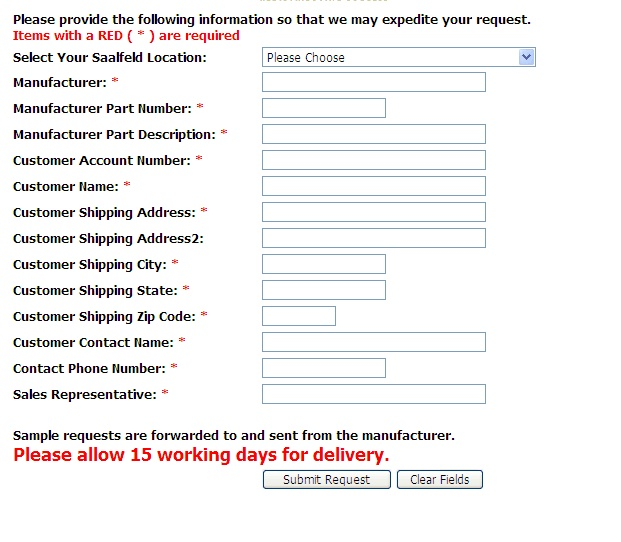 Please provide the following information so that we may expedite your request.
Items with a RED ( * ) are required
Select Your Saalfeld Location: Please Choose
Manufacturer: *
Manufacturer Part Number: *
Manufacturer Part Description: *
Customer Account Number: *
Customer Name: *
Customer Shipping Address: *
Customer Shipping Address2:
Customer Shipping City: *
Customer Shipping State: *
Customer Shipping Zip Code: *
Customer Contact Name: *
Contact Phone Number: *
Sales Representative: *
Sample requests are forwarded to and sent from the manufacturer.
Please allow 15 working days for delivery.
Submit Request Clear Fields